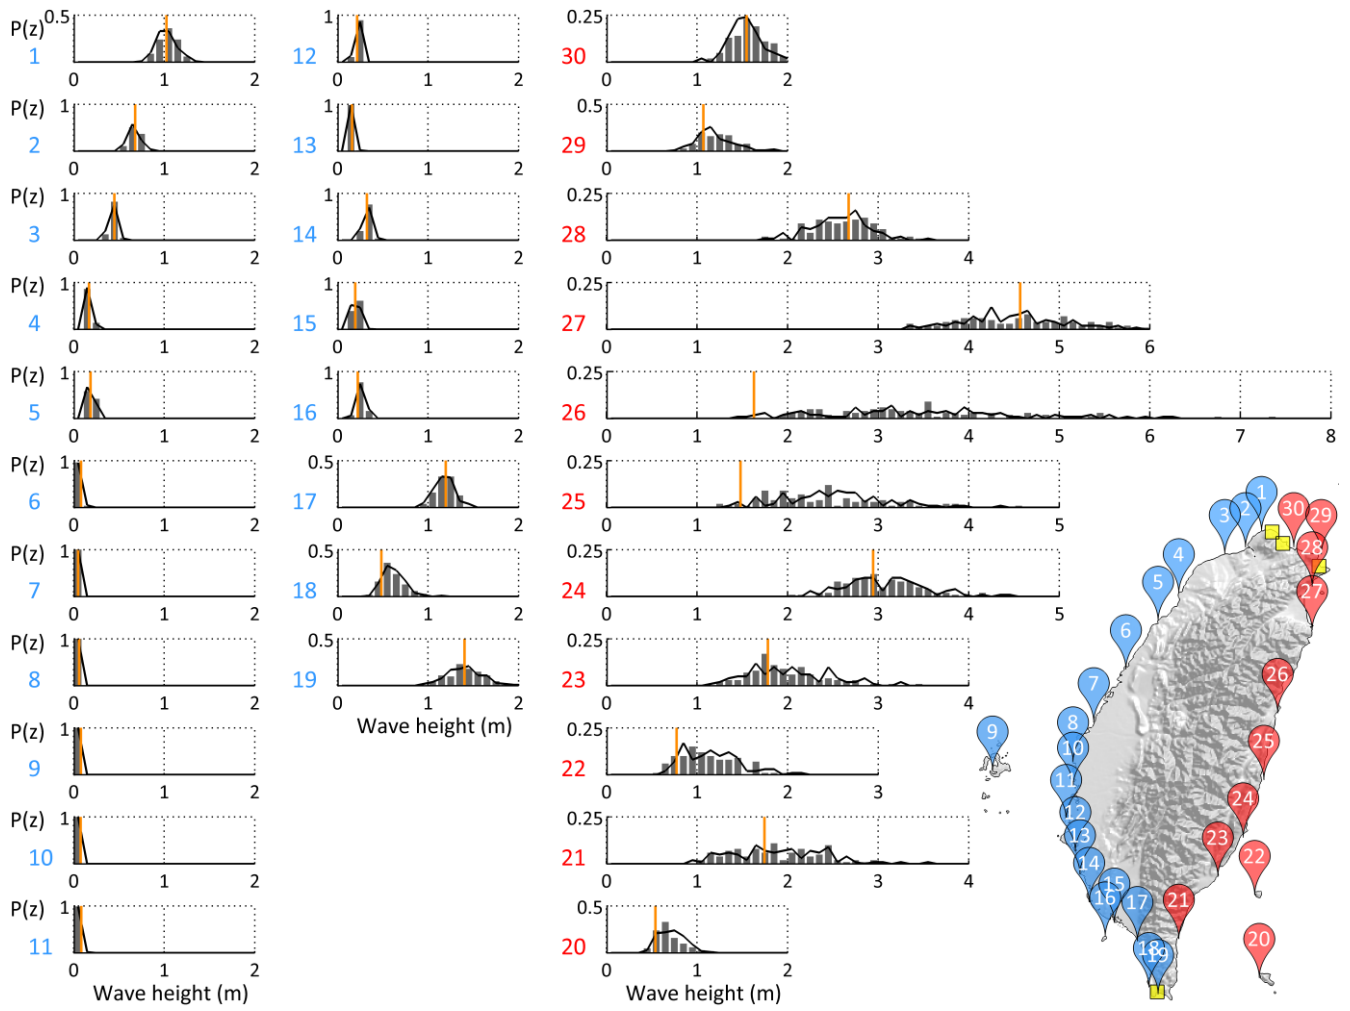 P(z) 0.5 1 0.25
1 12 30
0 1 2 0 1 2 0 1 2
P(z) 1 1 0.5
2 13 29
0 1 2 0 1 2 0 1 2
P(z) 1 1 0.25
3 14 28
0 1 2 0 1 2 0 1 2 3 4
P(z) 1 1 0.25
4 15 27
0 1 2 0 1 2 0 1 2 3 4 5 6
P(z) 1 1 0.25
5 16 26
0 1 2 0 1 2 0 1 2 3 4 5 6 7 8
P(z) 1 0.5 0.25
6 17 25
0 1 2 0 1 2 0 1 2 3 4 5
P(z) 1 0.5 0.25
7 18 24
0 1 2 0 1 2 0 1 2 3 4 5
P(z) 1 0.5 0.25
8 19 23
0 1 2 0 1 2 0 1 2 3 4
Wave height (m)
P(z) 1 0.25
9 22
0 1 2 0 1 2 3
P(z) 1 0.25
10 21
0 1 2 0 1 2 3 4
P(z) 1 0.5
11 20
0 1 2 0 1 2
Wave height (m) Wave height (m)
1
3 2 30 29
4 28
5 27
6
7 26
9 8
10 25
11
12 24
13 23
14 22
15
16 17 21
18 19 20